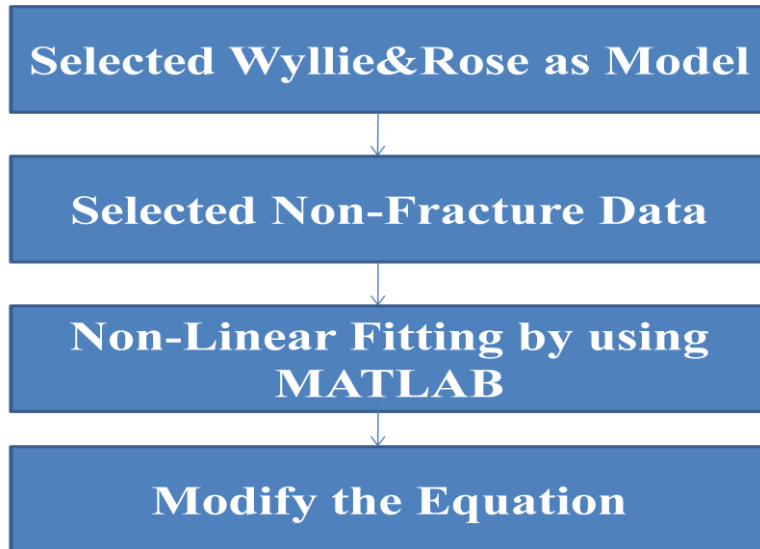 Selected Wyllie&Rose as Model
Selected Non-Fracture Data
Non-Linear Fitting by using
MATLAB
Modify the Equation